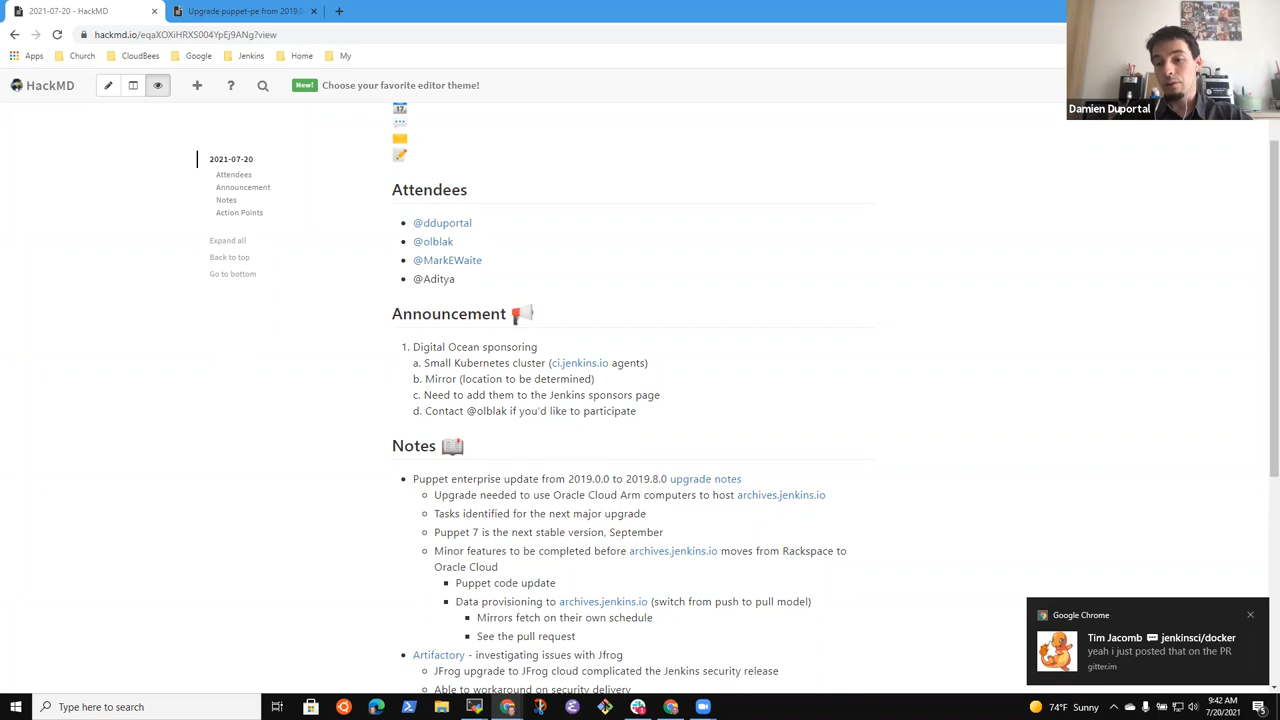 2021-07-20 - HackMD
Upgrade puppet-pe from 2019.0.
hackmd.io/eqaXOXiHRXS004YpEj9ANg?view
Apps
Church
CloudBees
Google
Jenkins
Home
My
HackMD
New!
Choose your favorite editor theme!
Damien Duportal
2021-07-20
Attendees
Announcement
Notes
Action Points
Expand all
Back to top
Go to bottom
Attendees
@dduportal
@olblak
@MarkEWaite
@Aditya
Announcement
1. Digital Ocean sponsoring
a. Small Kubernetes cluster (ci.jenkins.io agents)
b. Mirror (location to be determined)
c. Need to add them to the Jenkins sponsors page
d. Contact @olblak if you'd like to participate
Notes
Puppet enterprise update from 2019.0.0 to 2019.8.0 upgrade notes
Upgrade needed to use Oracle Cloud Arm computers to host archives.jenkins.io
Tasks identified for the next major upgrade
Puppet 7 is the next stable version, September
Minor features to be completed before archives.jenkins.io moves from Rackspace to
Oracle Cloud
Puppet code update
Data provisioning to archives.jenkins.io (switch from push to pull model)
Mirrors fetch on their own schedule
See the pull request
Artifactory - investigating issues with Jfrog
JFrog upgrade to JFrog cloud complicated the Jenkins security release
Able to workaround on security delivery
Google Chrome
Tim Jacomb 💬 jenkinsci/docker
yeah i just posted that on the PR
gitter.im
Type here to search
74°F Sunny
9:42 AM
7/20/2021